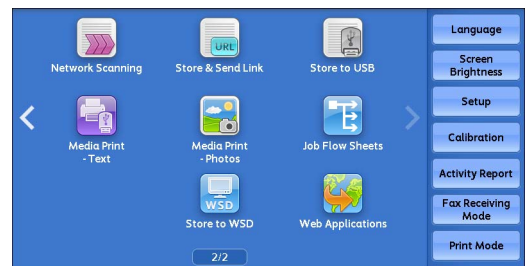 Network Scanning
URL
Store & Send Link
Store to USB
Media Print
- Text
Media Print
- Photos
Job Flow Sheets
WSD
Store to WSD
Web Applications
2/2
Language
Screen
Brightness
Setup
Calibration
Activity Report
Fax Receiving
Mode
Print Mode